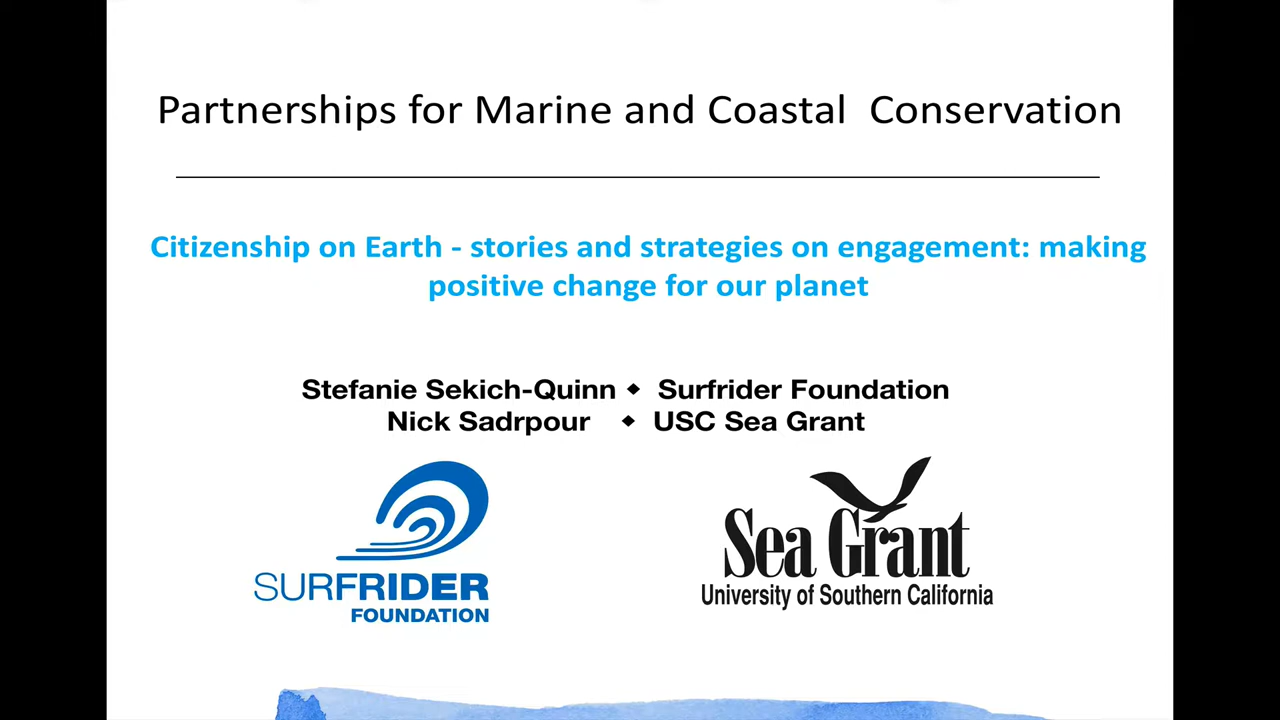 Partnerships for Marine and Coastal Conservation
Citizenship on Earth - stories and strategies on engagement: making
positive change for our planet
Stefanie Sekich-Quinn ◆ Surfrider Foundation
Nick Sadrpour ◆ USC Sea Grant
SURFRIDER
FOUNDATION
Sea Grant
University of Southern California